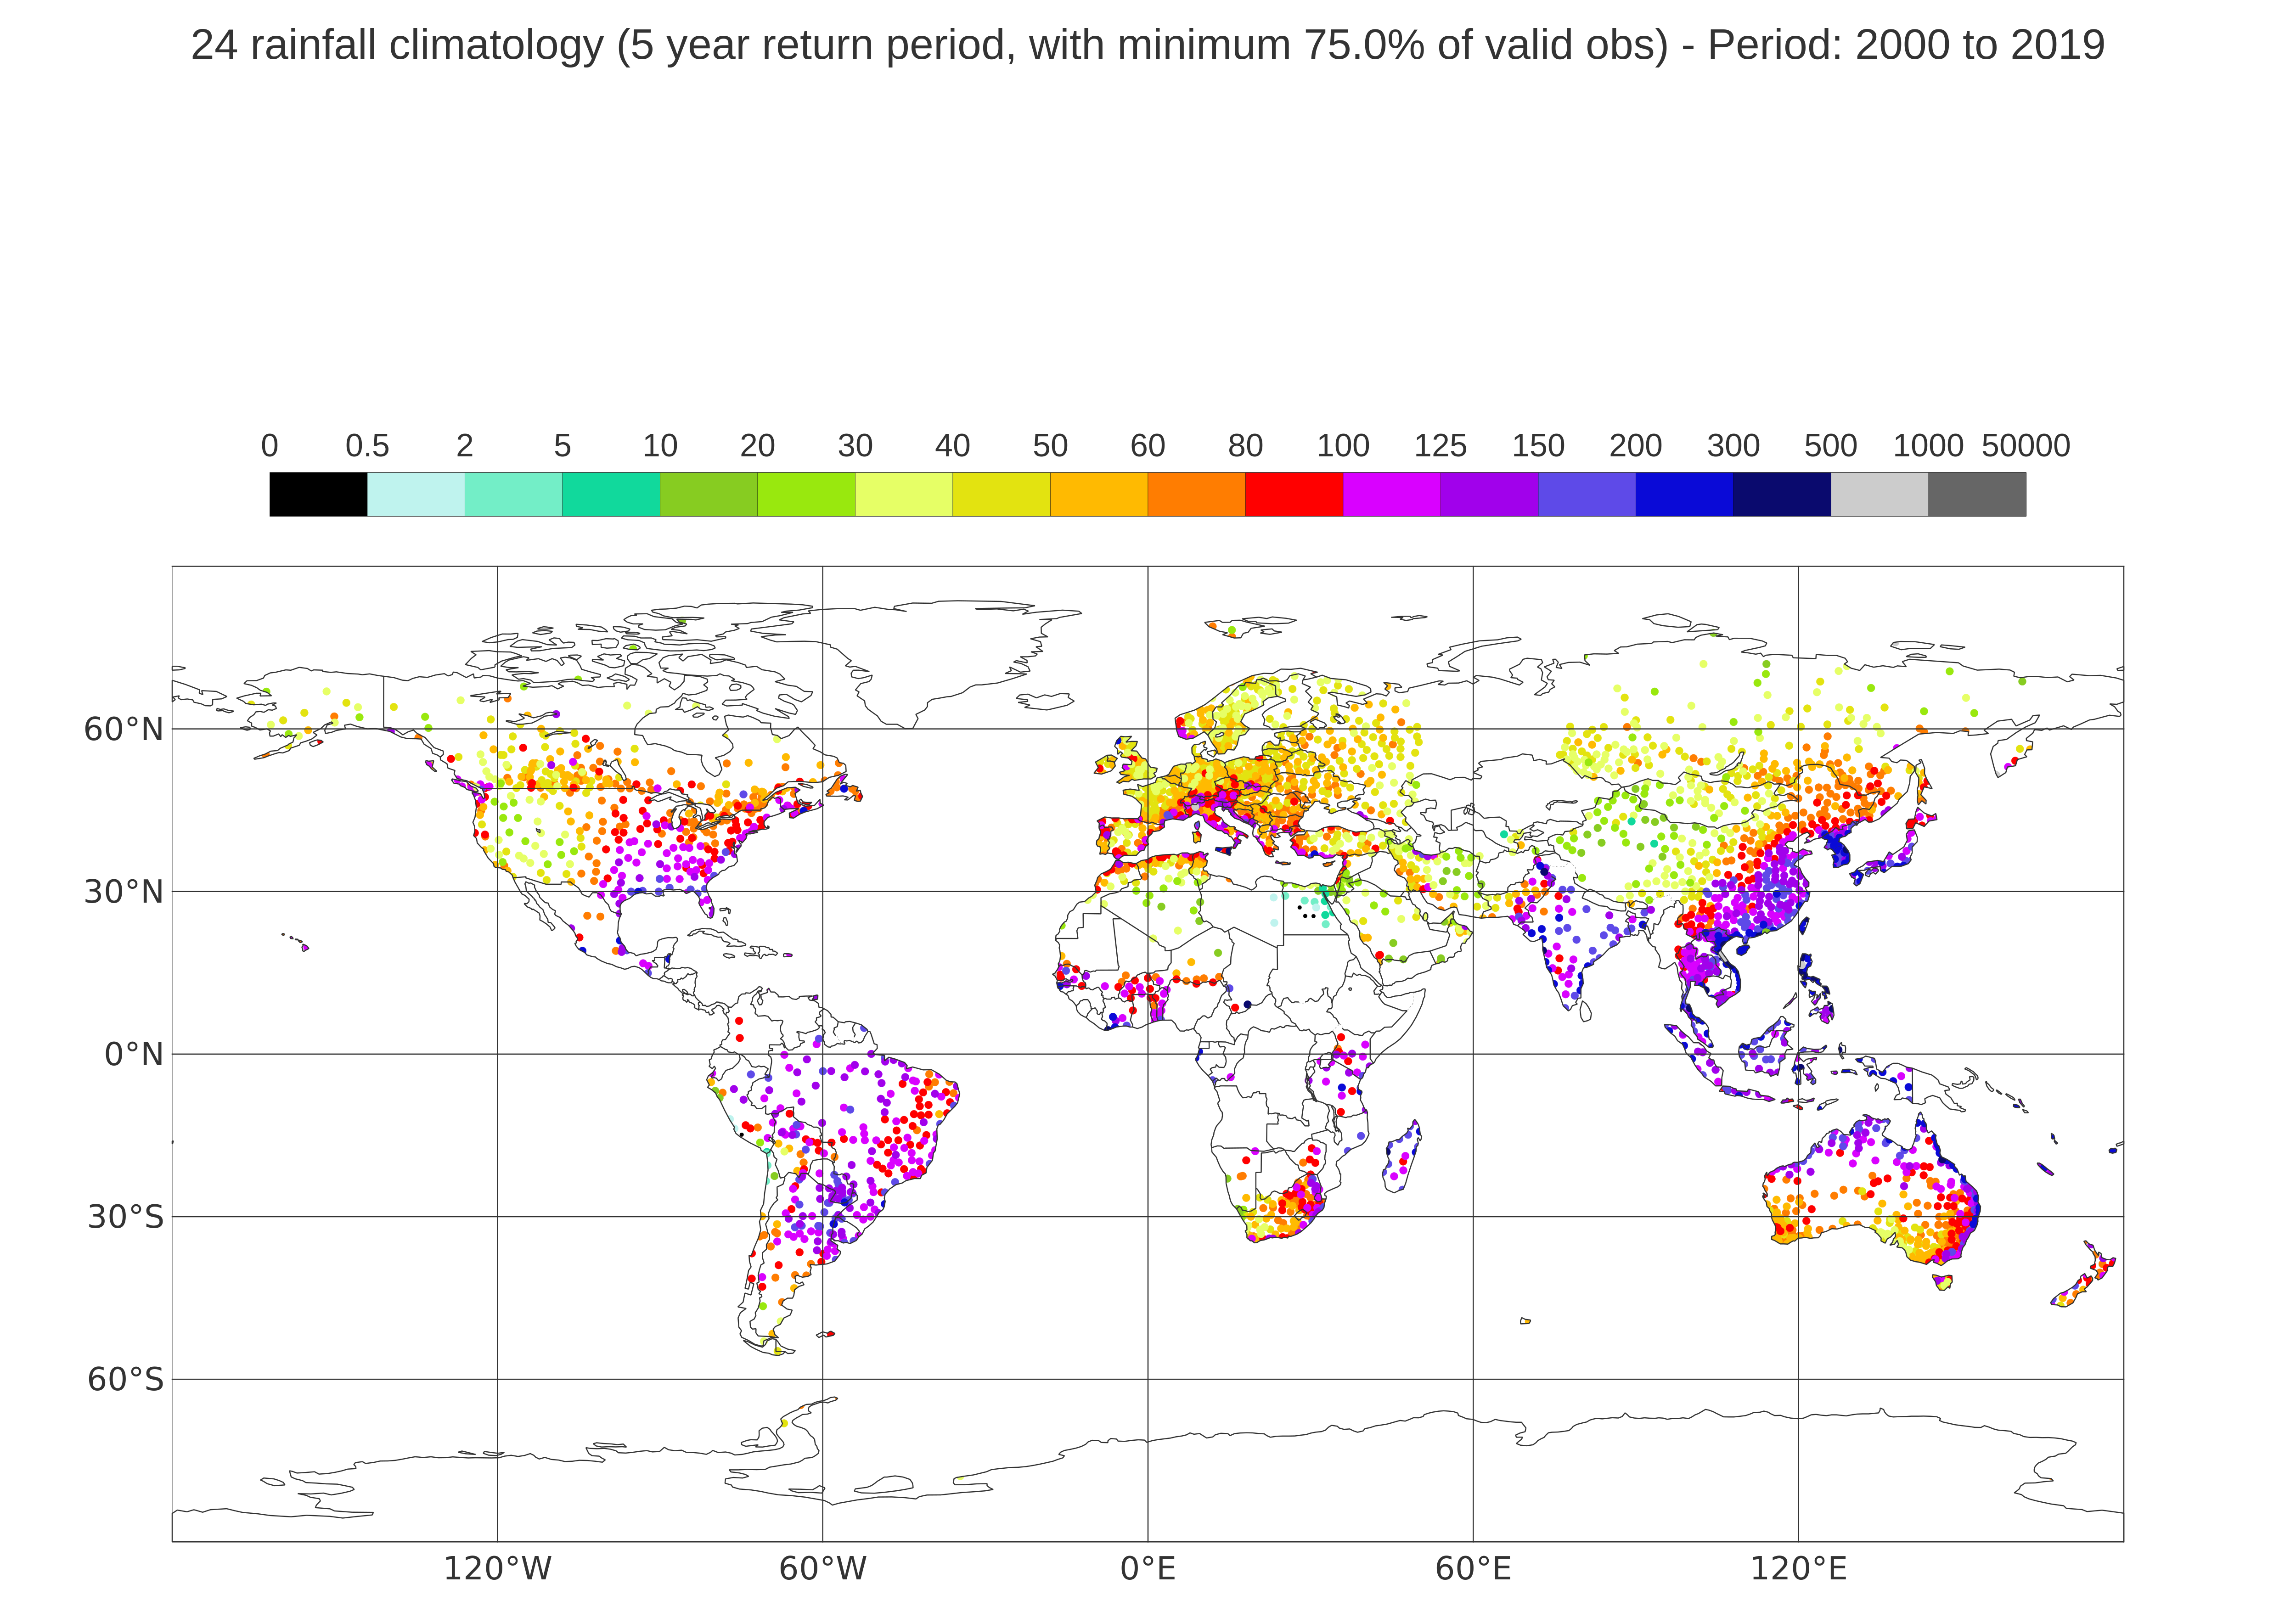 24 rainfall climatology (5 year return period, with minimum 75.0% of valid obs) - Period: 2000 to 2019
0 0.5 2 5 10 20 30 40 50 60 80 100 125 150 200 300 500 1000 50000
60°N
30°N
0°N
30°S
60°S
120°W 60°W 0°E 60°E 120°E